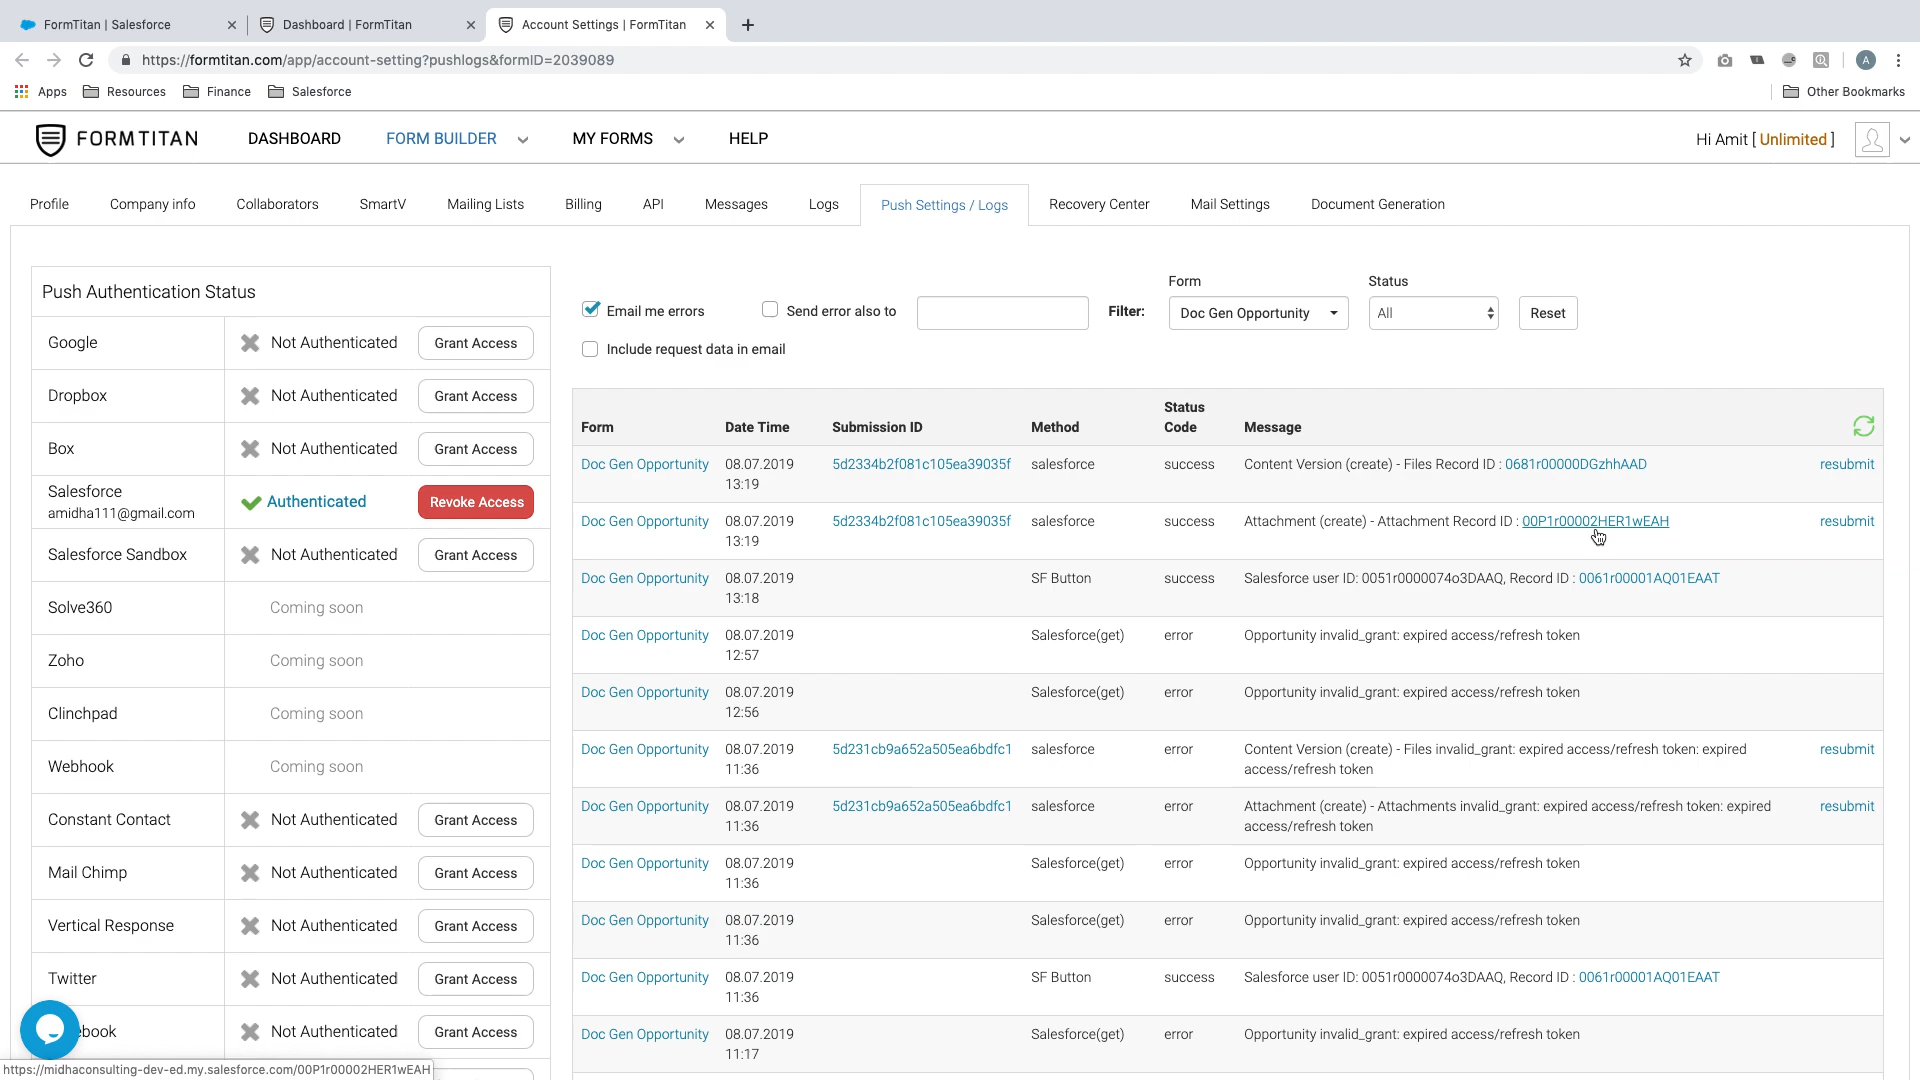 FormTitan | Salesforce
Dashboard | FormTitan
Account Settings | FormTitan
https://formtitan.com/app/account-setting?pushlogs&formID=2039089
A
Apps Resources Finance Salesforce Other Bookmarks
FORMTITAN DASHBOARD FORM BUILDER MY FORMS HELP Hi Amit [ Unlimited ]
Profile Company info Collaborators SmartV Mailing Lists Billing API Messages Logs Push Settings / Logs Recovery Center Mail Settings Document Generation
Push Authentication Status
Google Not Authenticated Grant Access
Dropbox Not Authenticated Grant Access
Box Not Authenticated Grant Access
Salesforce
amidha111@gmail.com
Authenticated Revoke Access
Salesforce Sandbox Not Authenticated Grant Access
Solve360 Coming soon
Zoho Coming soon
Clinchpad Coming soon
Webhook Coming soon
Constant Contact Not Authenticated Grant Access
Mail Chimp Not Authenticated Grant Access
Vertical Response Not Authenticated Grant Access
Twitter Not Authenticated Grant Access
ebook Not Authenticated Grant Access
https://midhaconsulting-dev-ed.my.salesforce.com/00P1r00002HER1wEAH
Form Status
Email me errors Send error also to Filter: Doc Gen Opportunity All Reset
Include request data in email
Form Date Time Submission ID Method Status Code Message
Doc Gen Opportunity 08.07.2019 5d2334b2f081c105ea39035f salesforce success Content Version (create) - Files Record ID : 0681r00000DGzhhAAD resubmit
13:19
Doc Gen Opportunity 08.07.2019 5d2334b2f081c105ea39035f salesforce success Attachment (create) - Attachment Record ID : 00P1r00002HER1wEAH resubmit
13:19
Doc Gen Opportunity 08.07.2019 SF Button success Salesforce user ID: 0051r0000074o3DAAQ, Record ID : 0061r00001AQ01EAAT
13:18
Doc Gen Opportunity 08.07.2019 Salesforce(get) error Opportunity invalid_grant: expired access/refresh token
12:57
Doc Gen Opportunity 08.07.2019 Salesforce(get) error Opportunity invalid_grant: expired access/refresh token
12:56
Doc Gen Opportunity 08.07.2019 5d231cb9a652a505ea6bdfc1 salesforce error Content Version (create) - Files invalid_grant: expired access/refresh token: expired resubmit
11:36 access/refresh token
Doc Gen Opportunity 08.07.2019 5d231cb9a652a505ea6bdfc1 salesforce error Attachment (create) - Attachments invalid_grant: expired access/refresh token: expired resubmit
11:36 access/refresh token
Doc Gen Opportunity 08.07.2019 Salesforce(get) error Opportunity invalid_grant: expired access/refresh token
11:36
Doc Gen Opportunity 08.07.2019 Salesforce(get) error Opportunity invalid_grant: expired access/refresh token
11:36
Doc Gen Opportunity 08.07.2019 SF Button success Salesforce user ID: 0051r0000074o3DAAQ, Record ID : 0061r00001AQ01EAAT
11:36
Doc Gen Opportunity 08.07.2019 Salesforce(get) error Opportunity invalid_grant: expired access/refresh token
11:17